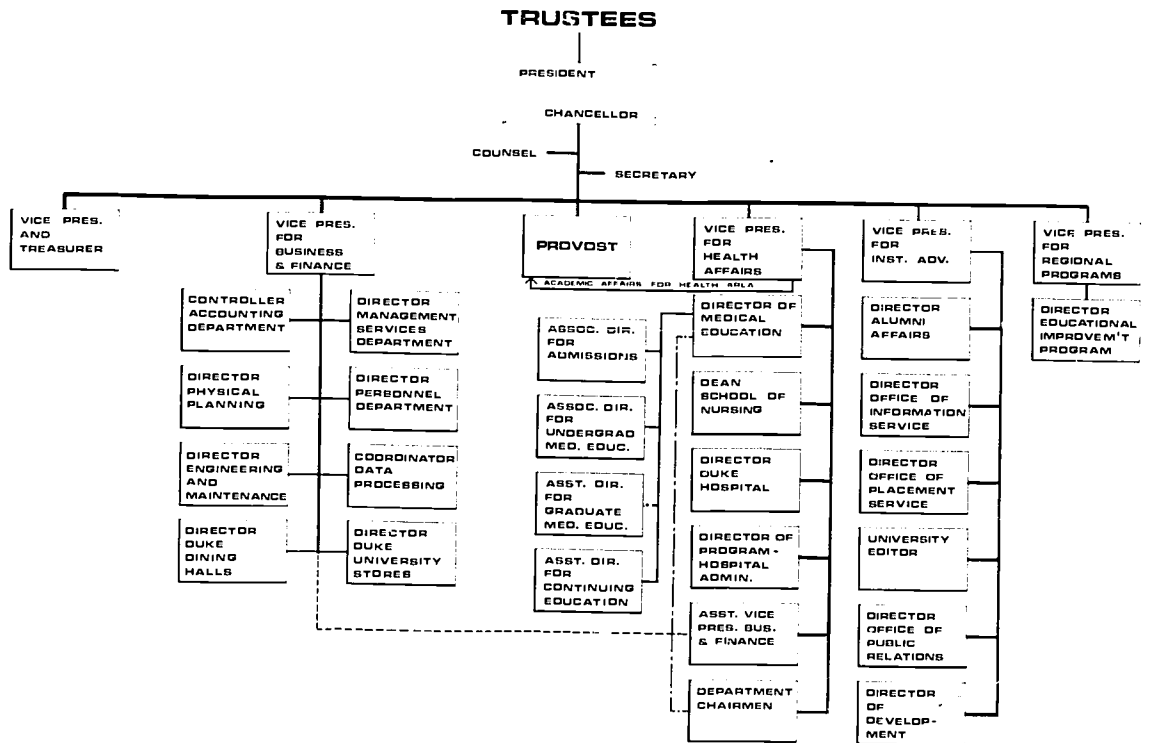 TRUSTEES
PRESIDENT
CHANCELLOR
COUNSEL
SECRETARY
VICE PRES.
AND
TREASURER
VICE PRES.
FOR
BUSINESS
& FINANCE
PROVOST
VICE PRES.
FOR
HEALTH
AFFAIRS
VICE PRES.
FOR
INST. ADV.
VICE PRES.
FOR
REGIONAL
PROGRAMS
ACADEMIC AFFAIRS FOR HEALTH AREA
CONTROLLER
ACCOUNTING
DEPARTMENT
DIRECTOR
MANAGEMENT
SERVICES
DEPARTMENT
DIRECTOR
PHYSICAL
PLANNING
DIRECTOR
PERSONNEL
DEPARTMENT
DIRECTOR
ENGINEERING
AND
MAINTENANCE
COORDINATOR
DATA
PROCESSING
DIRECTOR
DUKE
DINING
HALLS
DIRECTOR
DUKE
UNIVERSITY
STORES
ASSOC. DIR.
FOR
ADMISSIONS
ASSOC. DIR.
FOR
UNDERGRAD
MED. EDUC.
ASST. DIR.
FOR
GRADUATE
MED. EDUC.
ASST. DIR.
FOR
CONTINUING
EDUCATION
DIRECTOR OF
MEDICAL
EDUCATION
DEAN
SCHOOL OF
NURSING
DIRECTOR
DUKE
HOSPITAL
DIRECTOR OF
PROGRAM-
HOSPITAL
ADMIN.
ASST. VICE
PRES. BUS.
& FINANCE
DEPARTMENT
CHAIRMEN
DIRECTOR
ALUMNI
AFFAIRS
DIRECTOR
OFFICE OF
INFORMATION
SERVICE
DIRECTOR
OFFICE OF
PLACEMENT
SERVICE
UNIVERSITY
EDITOR
DIRECTOR
OFFICE OF
PUBLIC
RELATIONS
DIRECTOR
OF
DEVELOP-
MENT
DIRECTOR
EDUCATIONAL
IMPROVEM'T
PROGRAM